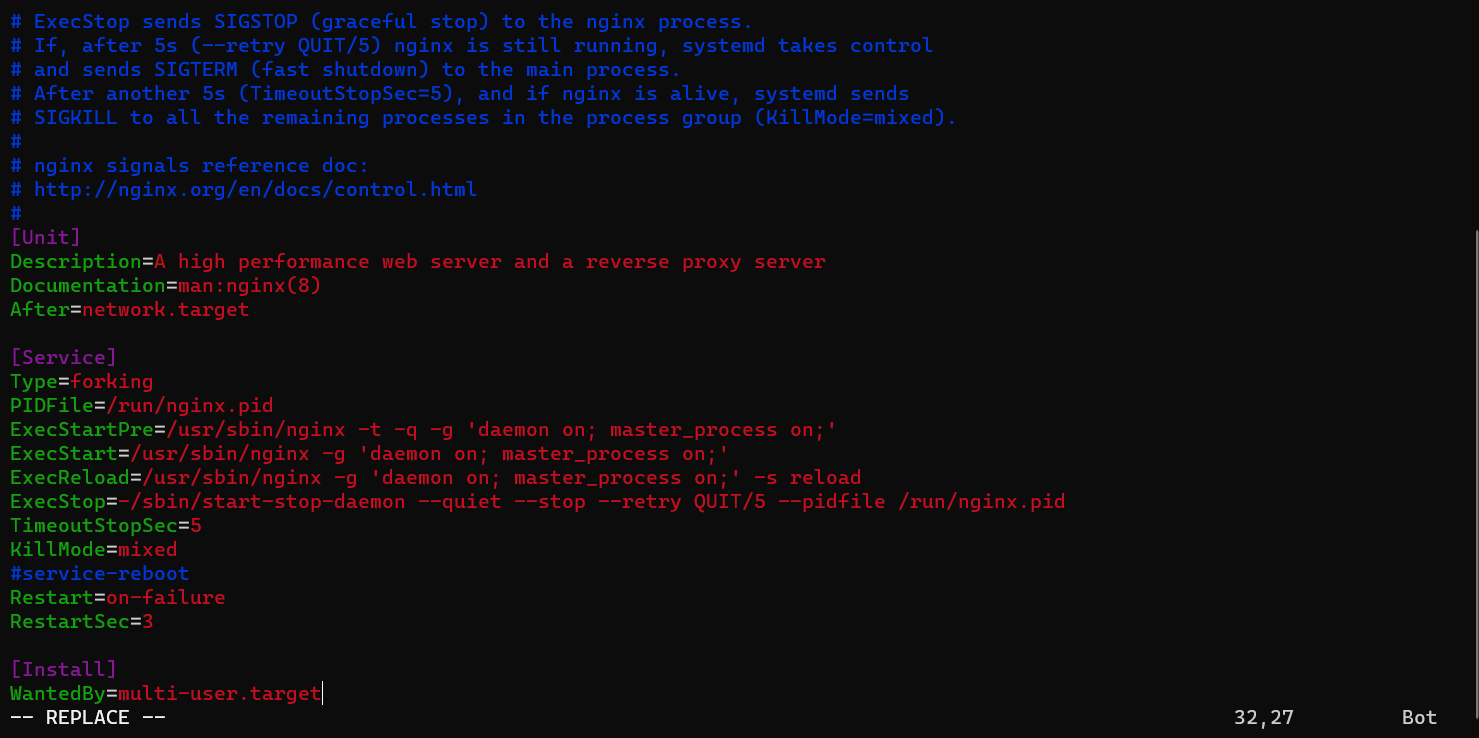 # ExecStop sends SIGSTOP (graceful stop) to the nginx process.
# If, after 5s (--retry QUIT/5) nginx is still running, systemd takes control
# and sends SIGTERM (fast shutdown) to the main process.
# After another 5s (TimeoutStopSec=5), and if nginx is alive, systemd sends
# SIGKILL to all the remaining processes in the process group (KillMode=mixed).
#
# nginx signals reference doc:
# http://nginx.org/en/docs/control.html
#
[Unit]
Description=A high performance web server and a reverse proxy server
Documentation=man:nginx(8)
After=network.target

[Service]
Type=forking
PIDFile=/run/nginx.pid
ExecStartPre=/usr/sbin/nginx -t -q -g 'daemon on; master_process on;'
ExecStart=/usr/sbin/nginx -g 'daemon on; master_process on;'
ExecReload=/usr/sbin/nginx -g 'daemon on; master_process on;' -s reload
ExecStop=-/sbin/start-stop-daemon --quiet --stop --retry QUIT/5 --pidfile /run/nginx.pid
TimeoutStopSec=5
KillMode=mixed
#service-reboot
Restart=on-failure
RestartSec=3

[Install]
WantedBy=multi-user.target
-- REPLACE -- 32,27 Bot